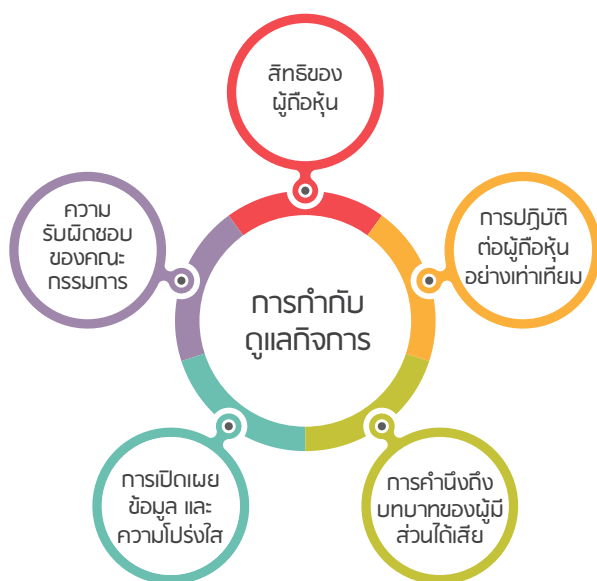 สิทธิของ
ผู้ถือหุ้น
การปฏิบัติ
ต่อผู้ถือหุ้น
อย่างเท่าเทียม
การคำนึงถึง
บทบาทของผู้มี
ส่วนได้เสีย
การเปิดเผย
ข้อมูล และ
ความโปร่งใส
ความ
รับผิดชอบ
ของคณะ
กรรมการ
การกำกับ
ดูแลกิจการ